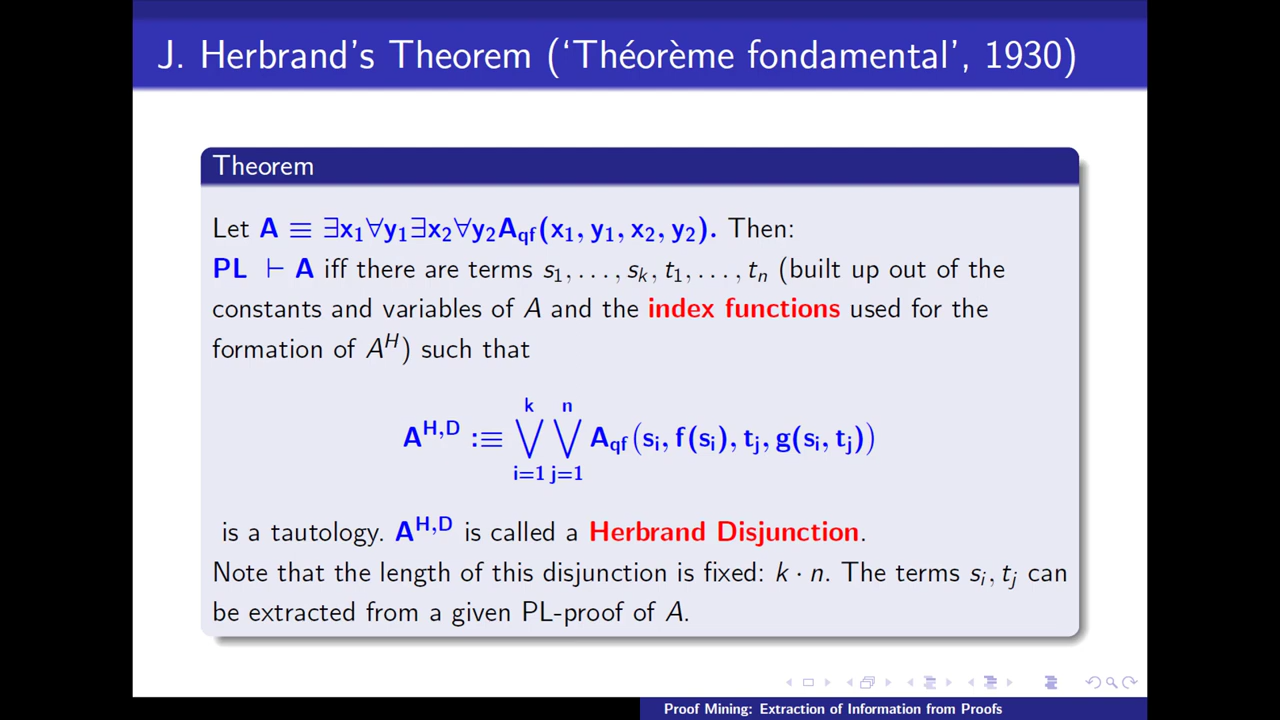 J. Herbrand's Theorem ('Théorème fondamental', 1930)
Theorem
Let A ≡ ∃x₁∀y₁∃x₂∀y₂A_qf(x₁, y₁, x₂, y₂). Then:
PL ⊢ A iff there are terms s₁, . . . , s_k, t₁, . . . , t_n (built up out of the
constants and variables of A and the index functions used for the
formation of A^H) such that
A^{H,D} :≡ ⋁_{i=1}^{k} ⋁_{j=1}^{n} A_qf(s_i, f(s_i), t_j, g(s_i, t_j))
is a tautology. A^{H,D} is called a Herbrand Disjunction.
Note that the length of this disjunction is fixed: k · n. The terms s_i, t_j can
be extracted from a given PL-proof of A.
Proof Mining: Extraction of Information from Proofs